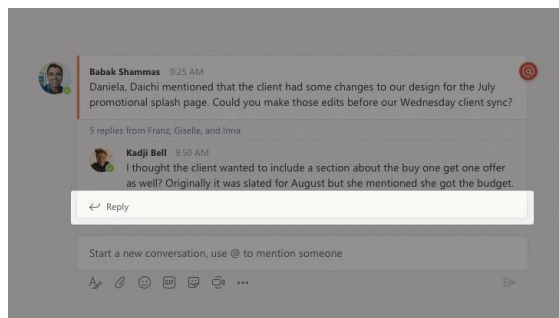 Babak Shammas 9:25 AM
Daniela, Daichi mentioned that the client had some changes to our design for the July
promotional splash page. Could you make those edits before our Wednesday client sync?
5 replies from Franz, Giselle, and Inna
Kadji Bell 9:50 AM
I thought the client wanted to include a section about the buy one get one offer
as well? Originally it was slated for August but she mentioned she got the budget.
Reply
Start a new conversation, use @ to mention someone
GIF